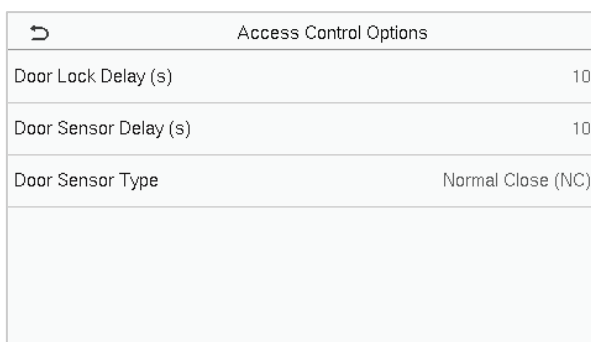 Access Control Options
Door Lock Delay (s) 10
Door Sensor Delay (s) 10
Door Sensor Type Normal Close (NC)